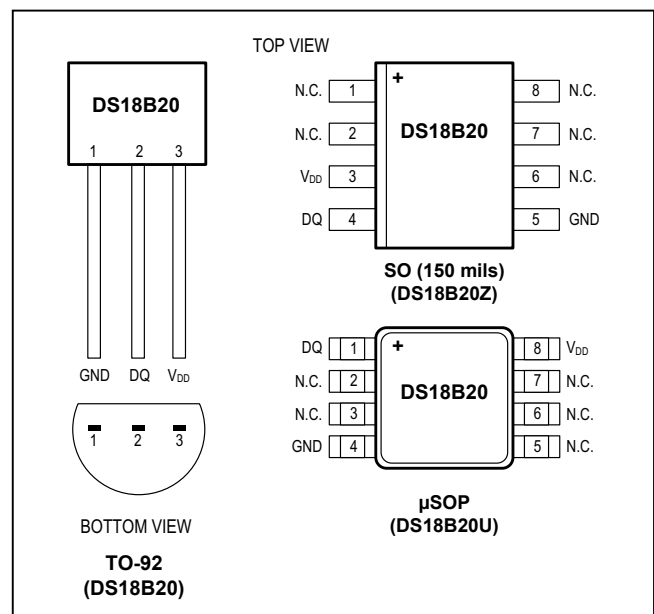 TOP VIEW
DS18B20
1 2 3
GND DQ VDD
1 2 3
BOTTOM VIEW
TO-92
(DS18B20)
+
DS18B20
N.C. 1 8 N.C.
N.C. 2 7 N.C.
VDD 3 6 N.C.
DQ 4 5 GND
SO (150 mils)
(DS18B20Z)
+
DS18B20
DQ 1 8 VDD
N.C. 2 7 N.C.
N.C. 3 6 N.C.
GND 4 5 N.C.
µSOP
(DS18B20U)